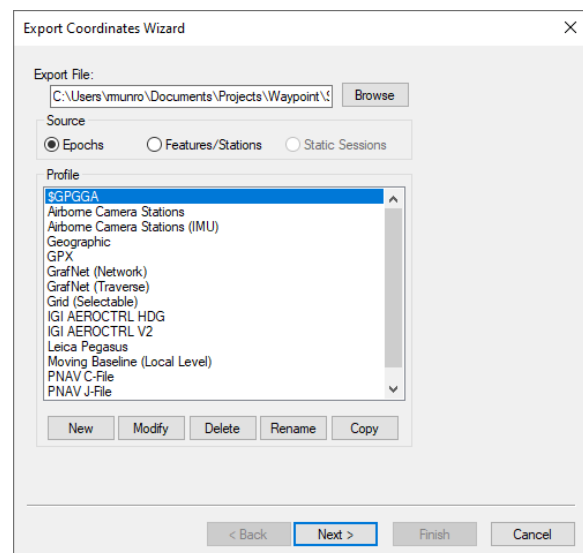 Export Coordinates Wizard
Export File:
C:\Users\rmunro\Documents\Projects\Waypoint\S Browse
Source
Epochs Features/Stations Static Sessions
Profile
$GPGGA
Airborne Camera Stations
Airborne Camera Stations (IMU)
Geographic
GPX
GrafNet (Network)
GrafNet (Traverse)
Grid (Selectable)
IGI AEROCTRL HDG
IGI AEROCTRL V2
Leica Pegasus
Moving Baseline (Local Level)
PNAV C-File
PNAV J-File
New Modify Delete Rename Copy
< Back Next > Finish Cancel